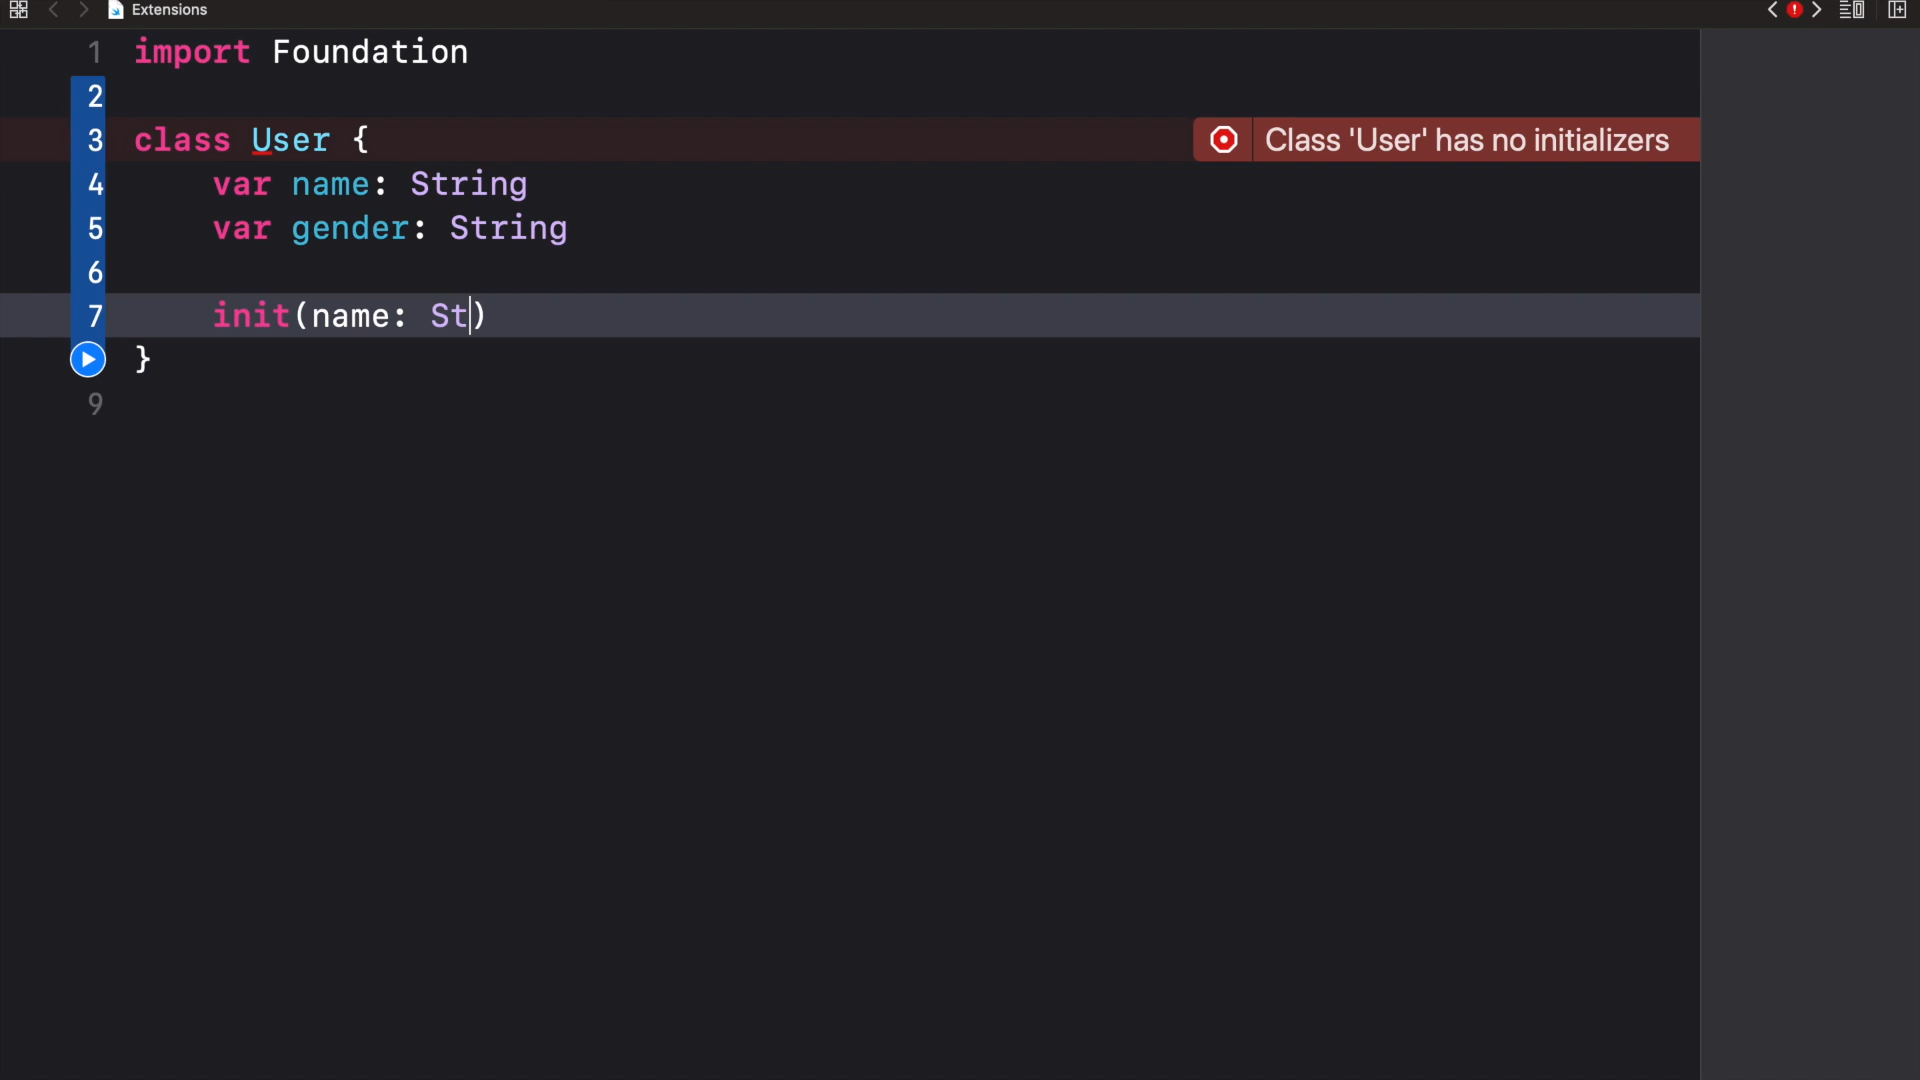 Extensions
1 import Foundation
2
3 class User {
Class 'User' has no initializers
4 var name: String
5 var gender: String
6
7 init(name: St)
}
9